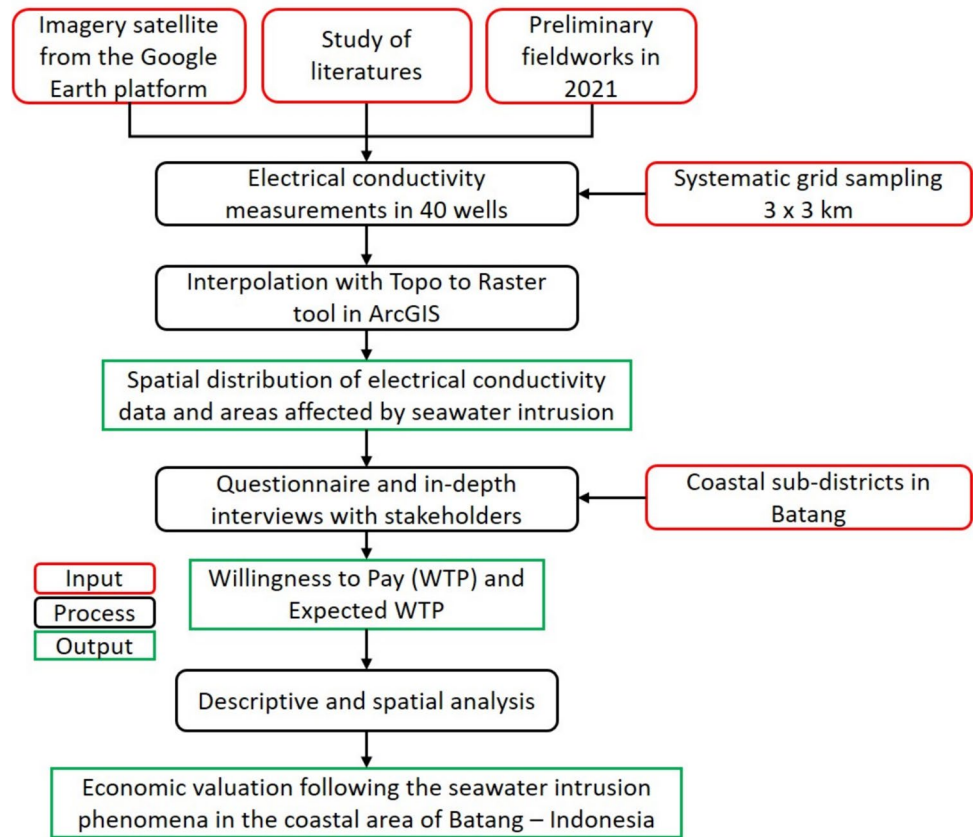 Imagery satellite
from the Google
Earth platform
Study of
literatures
Preliminary
fieldworks in
2021
Electrical conductivity
measurements in 40 wells
Systematic grid sampling
3 x 3 km
Interpolation with Topo to Raster
tool in ArcGIS
Spatial distribution of electrical conductivity
data and areas affected by seawater intrusion
Questionnaire and in-depth
interviews with stakeholders
Coastal sub-districts in
Batang
Willingness to Pay (WTP) and
Expected WTP
Input
Process
Output
Descriptive and spatial analysis
Economic valuation following the seawater intrusion
phenomena in the coastal area of Batang – Indonesia